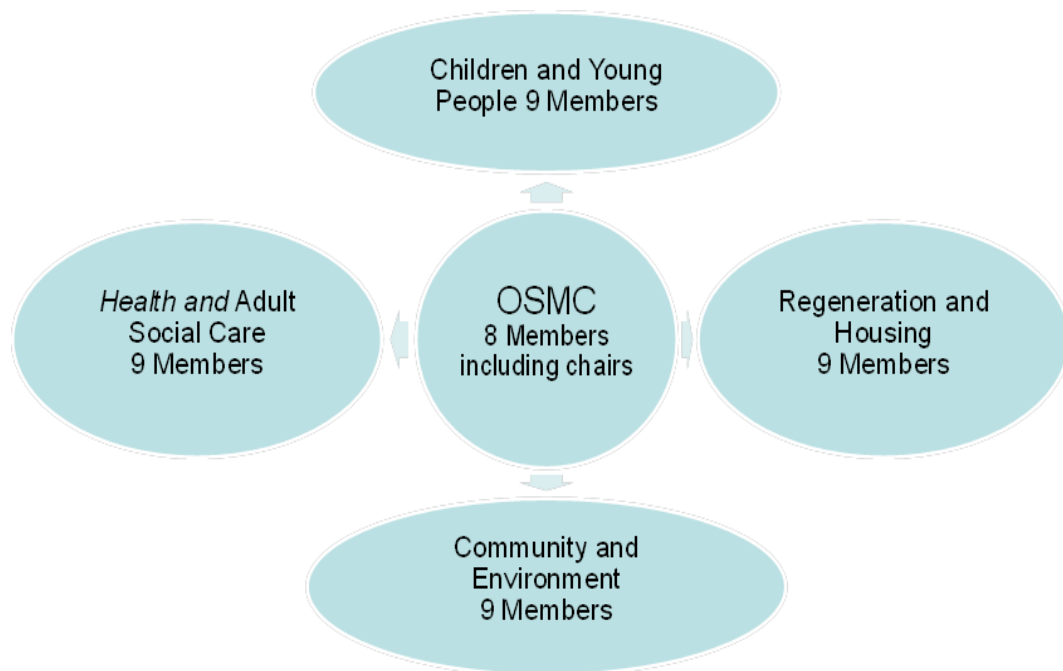 Children and Young
People 9 Members
Health and Adult
Social Care
9 Members
OSMC
8 Members
including chairs
Regeneration and
Housing
9 Members
Community and
Environment
9 Members